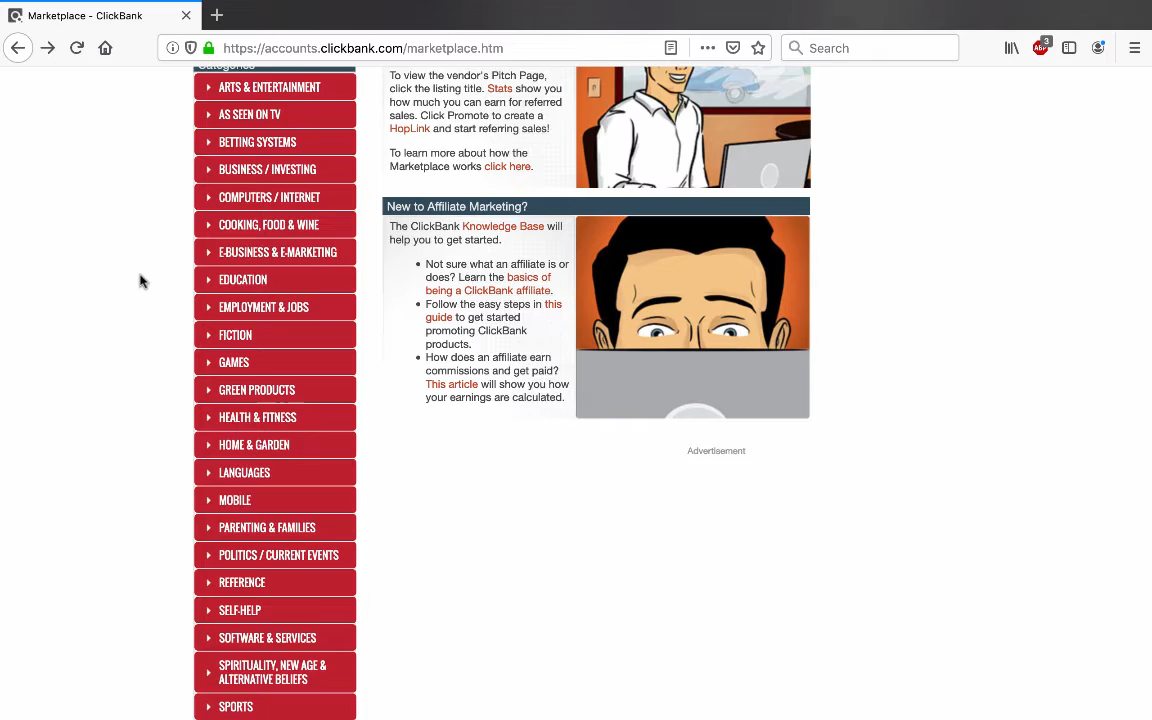 Marketplace - ClickBank
https://accounts.clickbank.com/marketplace.htm
Search
3
ABP
Categories
ARTS & ENTERTAINMENT
AS SEEN ON TV
BETTING SYSTEMS
BUSINESS / INVESTING
COMPUTERS / INTERNET
COOKING, FOOD & WINE
E-BUSINESS & E-MARKETING
EDUCATION
EMPLOYMENT & JOBS
FICTION
GAMES
GREEN PRODUCTS
HEALTH & FITNESS
HOME & GARDEN
LANGUAGES
MOBILE
PARENTING & FAMILIES
POLITICS / CURRENT EVENTS
REFERENCE
SELF-HELP
SOFTWARE & SERVICES
SPIRITUALITY, NEW AGE &
ALTERNATIVE BELIEFS
SPORTS
To view the vendor's Pitch Page,
click the listing title. Stats show you
how much you can earn for referred
sales. Click Promote to create a
HopLink and start referring sales!
To learn more about how the
Marketplace works click here.
New to Affiliate Marketing?
The ClickBank Knowledge Base will
help you to get started.
Not sure what an affiliate is or
does? Learn the basics of
being a ClickBank affiliate.
Follow the easy steps in this
guide to get started
promoting ClickBank
products.
How does an affiliate earn
commissions and get paid?
This article will show you how
your earnings are calculated.
Advertisement